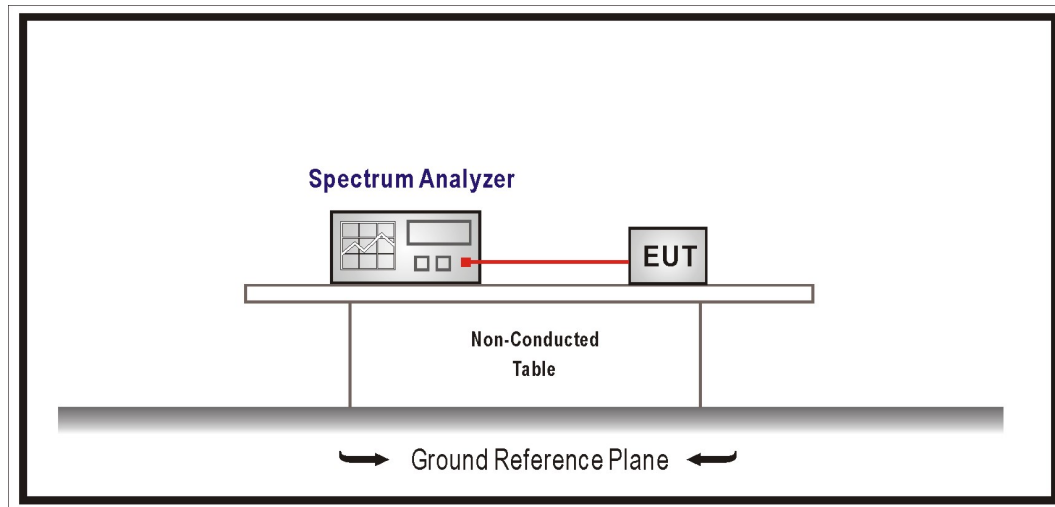 Spectrum Analyzer
EUT
Non-Conducted
Table
Ground Reference Plane